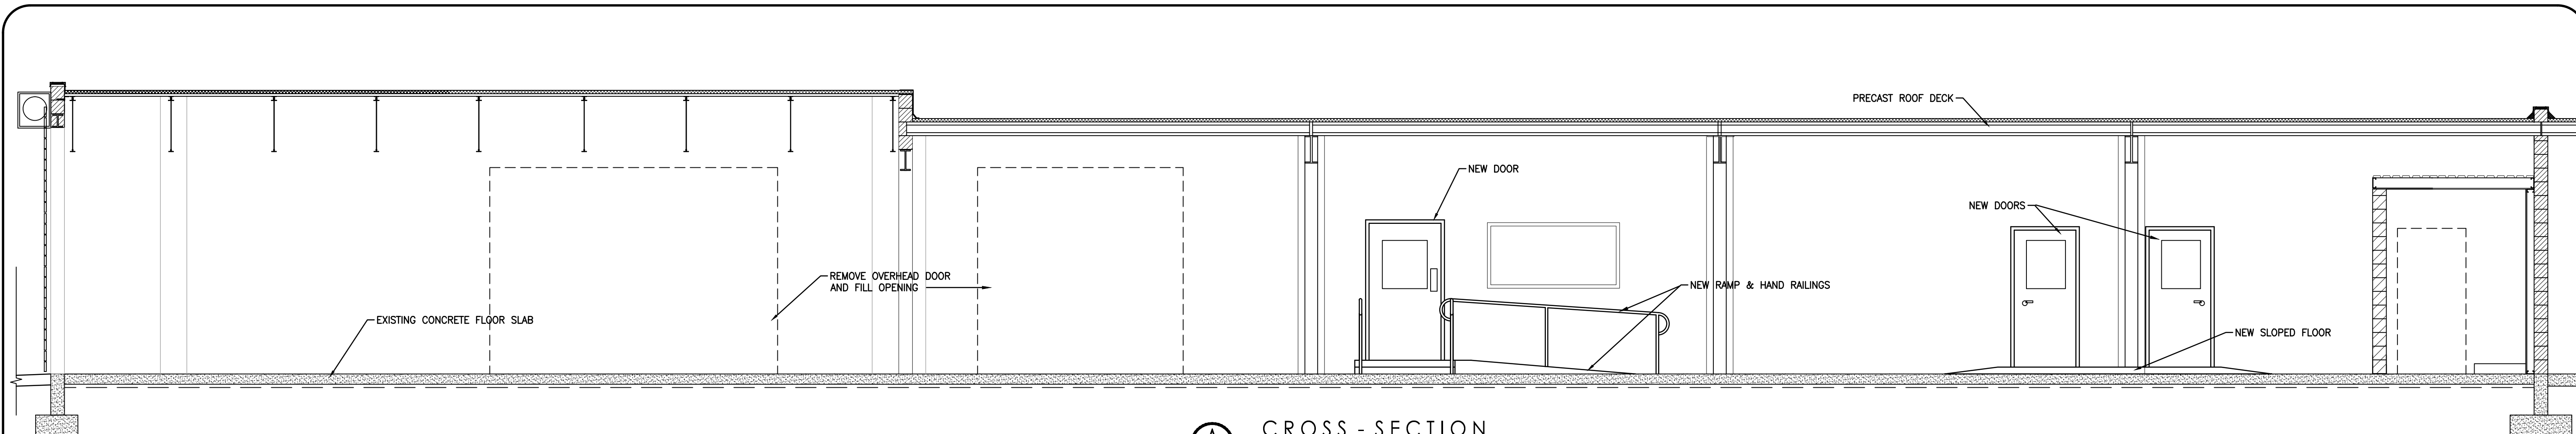 PRECAST ROOF DECK
NEW DOOR
NEW DOORS
REMOVE OVERHEAD DOOR
AND FILL OPENING
NEW RAMP & HAND RAILINGS
EXISTING CONCRETE FLOOR SLAB
NEW SLOPED FLOOR
CROSS-SECTION